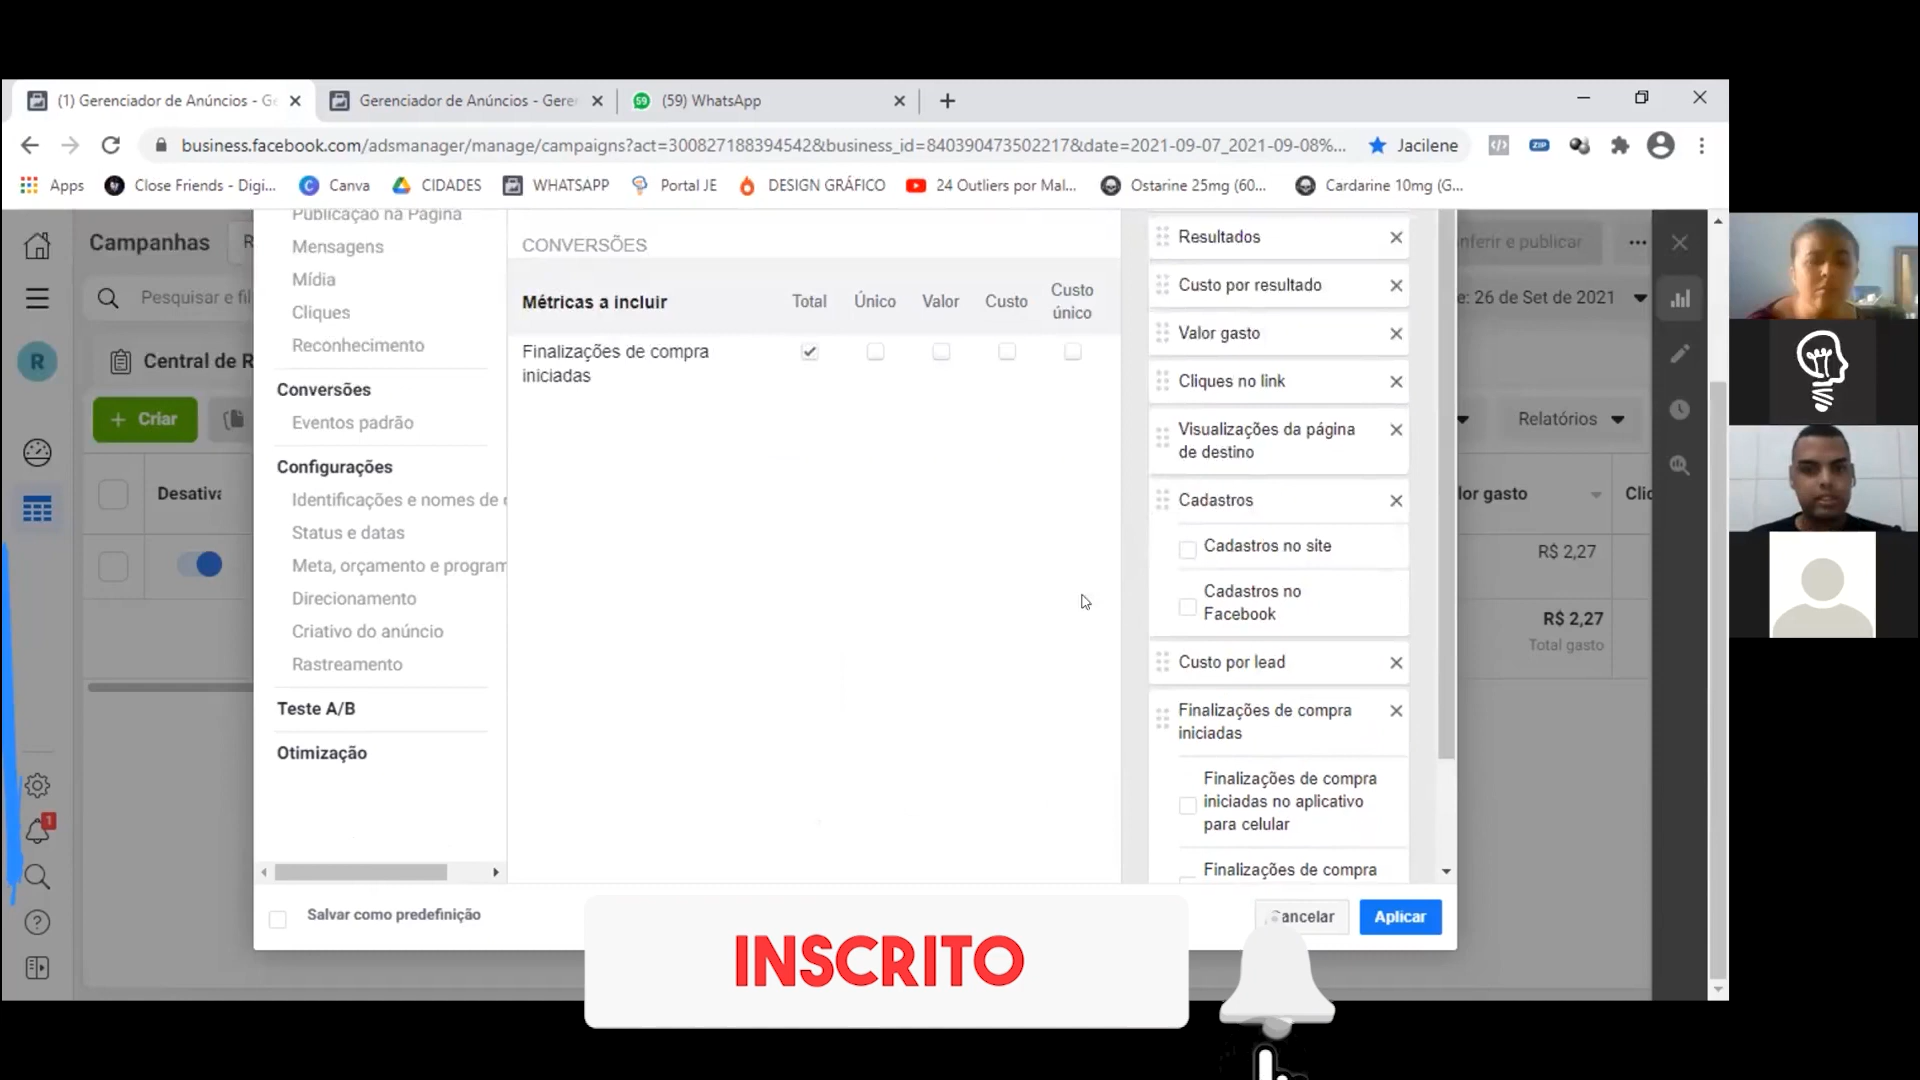 (1) Gerenciador de Anúncios - Ge
Gerenciador de Anúncios - Gere
59
(59) WhatsApp
business.facebook.com/adsmanager/manage/campaigns?act=300827188394542&business_id=840390473502217&date=2021-09-07_2021-09-08%...
Jacilene
ZIP
Apps
Close Friends - Digi...
Canva
CIDADES
WHATSAPP
Portal JE
DESIGN GRÁFICO
24 Outliers por Mal...
Ostarine 25mg (60...
Cardarine 10mg (G...
Campanhas
R
Pesquisar e fil
R
Central de R
+ Criar
Desativa
1
Publicação na Página
Mensagens
Mídia
Cliques
Reconhecimento
Conversões
Eventos padrão
Configurações
Identificações e nomes de
Status e datas
Meta, orçamento e program
Direcionamento
Criativo do anúncio
Rastreamento
Teste A/B
Otimização
Salvar como predefinição
CONVERSÕES
Métricas a incluir
Total
Único
Valor
Custo
Custo
único
Finalizações de compra
iniciadas
Resultados
Custo por resultado
Valor gasto
Cliques no link
Visualizações da página
de destino
Cadastros
Cadastros no site
Cadastros no
Facebook
Custo por lead
Finalizações de compra
iniciadas
Finalizações de compra
iniciadas no aplicativo
para celular
Finalizações de compra
ancelar
Aplicar
nferir e publicar
e: 26 de Set de 2021
Relatórios
lor gasto
Clic
R$ 2,27
R$ 2,27
Total gasto
INSCRITO